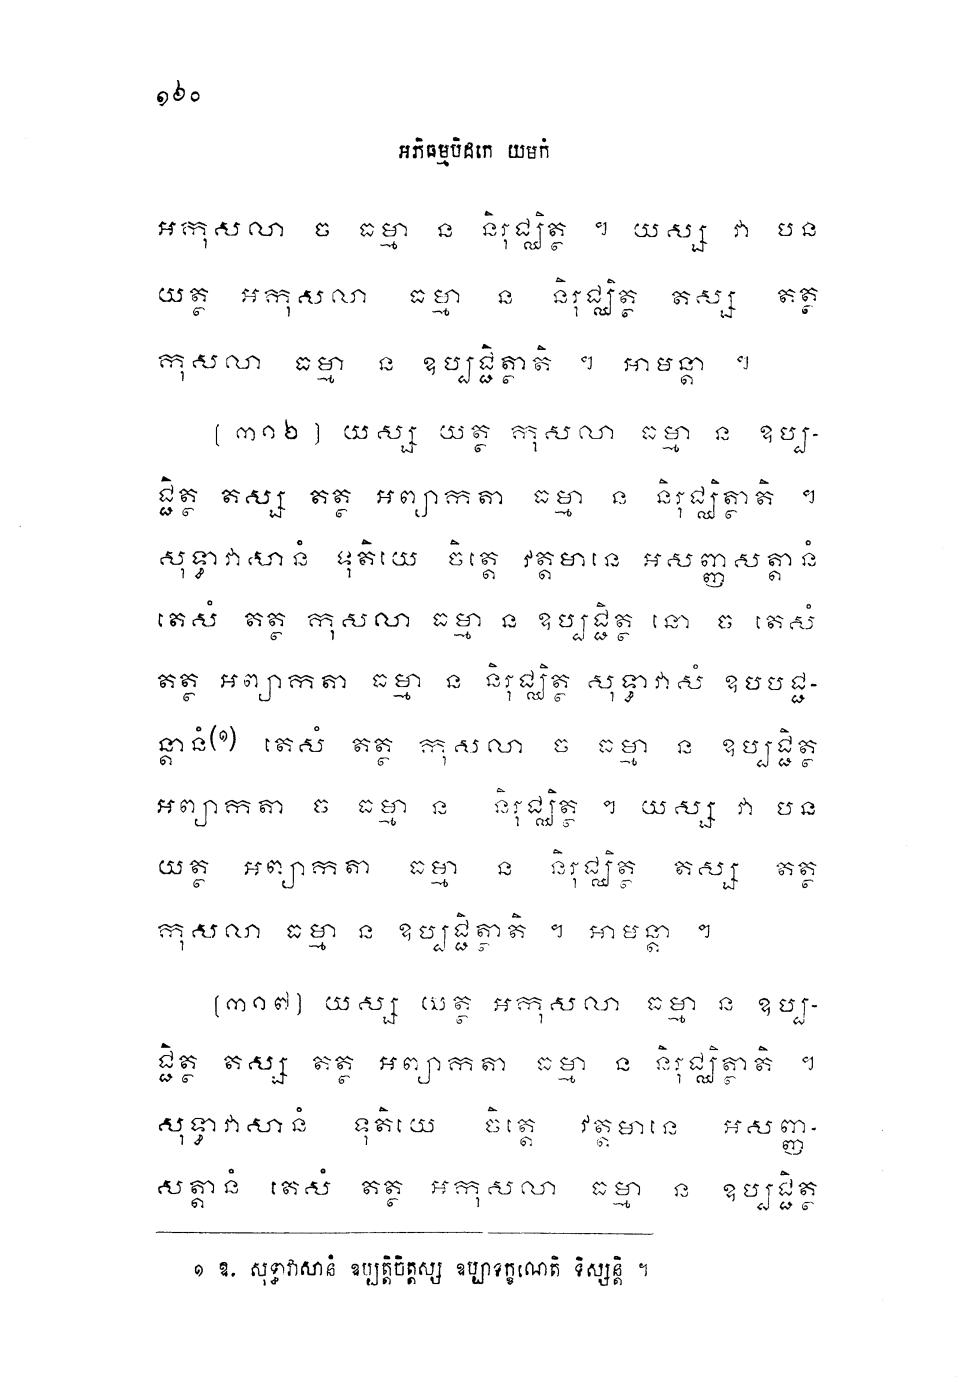 ១៦០
អភិធម្មបិដកេ យមកំ
អកុសលា ច ធម្មា ន និរុជ្ឈិត្ថ ។ យស្ស វា បន
យត្ថ អកុសលា ធម្មា ន និរុជ្ឈិត្ថ តស្ស តត្ថ
កុសលា ធម្មា ន ឧប្បជ្ជិត្ថាតិ ។ អាមន្តា ។
(៣១៦) យស្ស យត្ថ កុសលា ធម្មា ន ឧប្ប-
ជ្ជិត្ថ តស្ស តត្ថ អព្យាកតា ធម្មា ន និរុជ្ឈិត្ថាតិ ។
សុទ្ធាវាសានំ ទុតិយេ ចិត្តេ វត្តមានេ អសញ្ញសត្តានំ
តេសំ តត្ថ កុសលា ធម្មា ន ឧប្បជ្ជិត្ថ នោ ច តេសំ
តត្ថ អព្យាកតា ធម្មា ន និរុជ្ឈិត្ថ សុទ្ធាវាសំ ឧបបជ្ជ-
ន្តានំ(១) តេសំ តត្ថ កុសលា ច ធម្មា ន ឧប្បជ្ជិត្ថ
អព្យាកតា ច ធម្មា ន និរុជ្ឈិត្ថ ។ យស្ស វា បន
យត្ថ អព្យាកតា ធម្មា ន និរុជ្ឈិត្ថ តស្ស តត្ថ
កុសលា ធម្មា ន ឧប្បជ្ជិត្ថាតិ ។ អាមន្តា ។
(៣១៧) យស្ស យត្ថ អកុសលា ធម្មា ន ឧប្ប-
ជ្ជិត្ថ តស្ស តត្ថ អព្យាកតា ធម្មា ន និរុជ្ឈិត្ថាតិ ។
សុទ្ធាវាសានំ ទុតិយេ ចិត្តេ វត្តមានេ អសញ្ញ-
សត្តានំ តេសំ តត្ថ អកុសលា ធម្មា ន ឧប្បជ្ជិត្ថ
១ ឱ. សុទ្ធាវាសានំ ឧប្បត្តិចិត្តស្ស ឧប្បាទក្ខណេតិ ទិស្សន្តិ ។